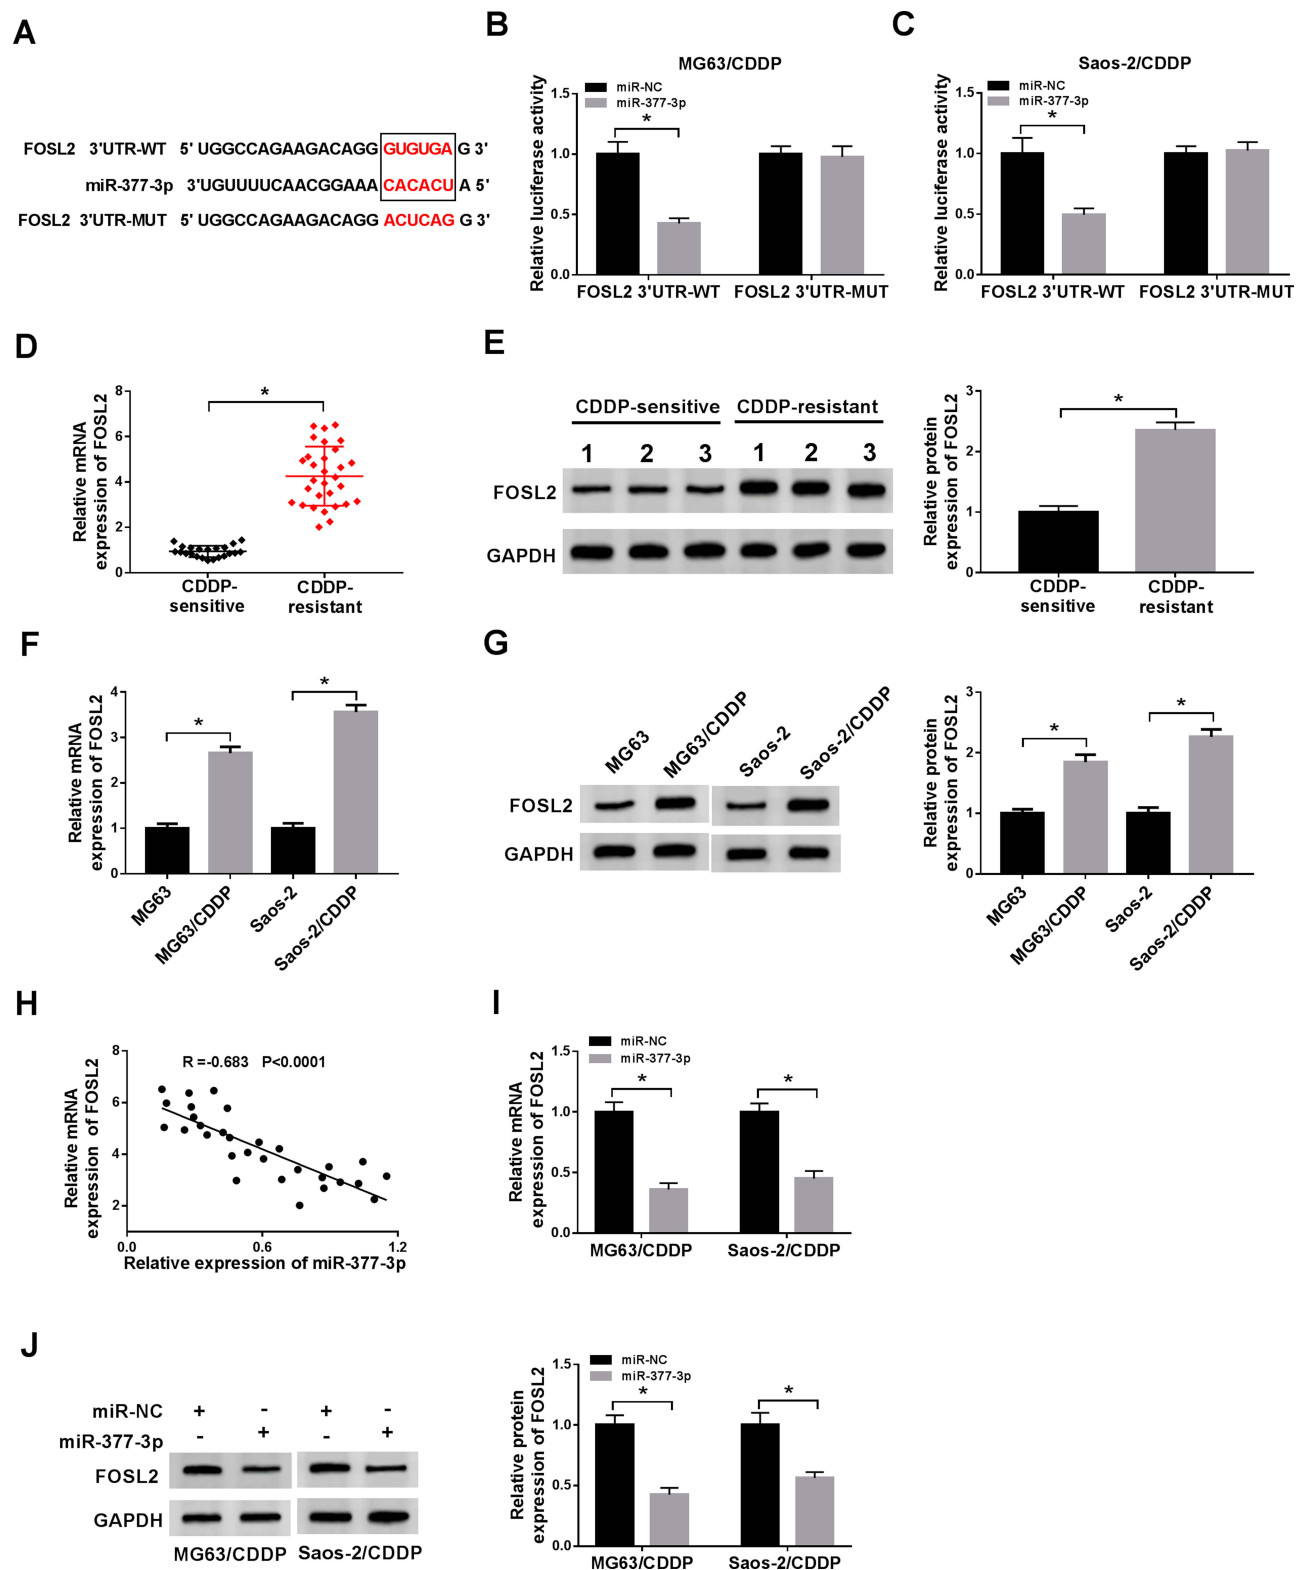 A
FOSL2 3'UTR-WT 5' UGGCCAGAAGACAGG GUGUGA G 3'
miR-377-3p 3'UGUUUUCAACGGAAA CACACU A 5'
FOSL2 3'UTR-MUT 5' UGGCCAGAAGACAGG ACUCAG G 3'
B
MG63/CDDP
Relative luciferase activity
1.5
1.0
0.5
0.0
miR-NC
miR-377-3p
*
FOSL2 3'UTR-WT FOSL2 3'UTR-MUT
C
Saos-2/CDDP
Relative luciferase activity
1.5
1.0
0.5
0.0
miR-NC
miR-377-3p
*
FOSL2 3'UTR-WT FOSL2 3'UTR-MUT
D
Relative mRNA
expression of FOSL2
8
6
4
2
0
*
CDDP-
sensitive
CDDP-
resistant
E
CDDP-sensitive CDDP-resistant
1 2 3 1 2 3
FOSL2
GAPDH
Relative protein
expression of FOSL2
3
2
1
0
*
CDDP-
sensitive
CDDP-
resistant
F
Relative mRNA
expression of FOSL2
4
3
2
1
0
*
*
MG63
MG63/CDDP
Saos-2
Saos-2/CDDP
G
MG63
MG63/CDDP
Saos-2
Saos-2/CDDP
FOSL2
GAPDH
Relative protein
expression of FOSL2
3
2
1
0
*
*
MG63
MG63/CDDP
Saos-2
Saos-2/CDDP
H
Relative mRNA
expression of FOSL2
8
6
4
2
R =-0.683 P<0.0001
0.0 0.6 1.2
Relative expression of miR-377-3p
I
Relative mRNA
expression of FOSL2
1.5
1.0
0.5
0.0
miR-NC
miR-377-3p
*
*
MG63/CDDP Saos-2/CDDP
J
miR-NC + - + -
miR-377-3p - + - +
FOSL2
GAPDH
MG63/CDDP Saos-2/CDDP
Relative protein
expression of FOSL2
1.5
1.0
0.5
0.0
miR-NC
miR-377-3p
*
*
MG63/CDDP Saos-2/CDDP